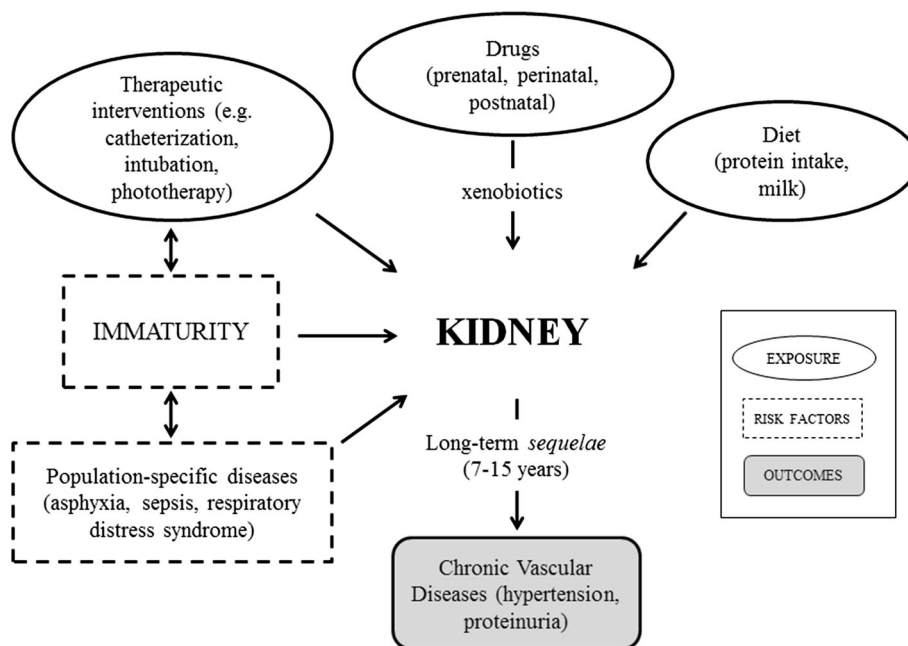 Therapeutic
interventions (e.g.
catheterization,
intubation,
phototherapy)
Drugs
(prenatal, perinatal,
postnatal)
Diet
(protein intake,
milk)
xenobiotics
IMMATURITY
KIDNEY
Population-specific diseases
(asphyxia, sepsis, respiratory
distress syndrome)
Long-term sequelae
(7-15 years)
Chronic Vascular
Diseases (hypertension,
proteinuria)
EXPOSURE
RISK FACTORS
OUTCOMES